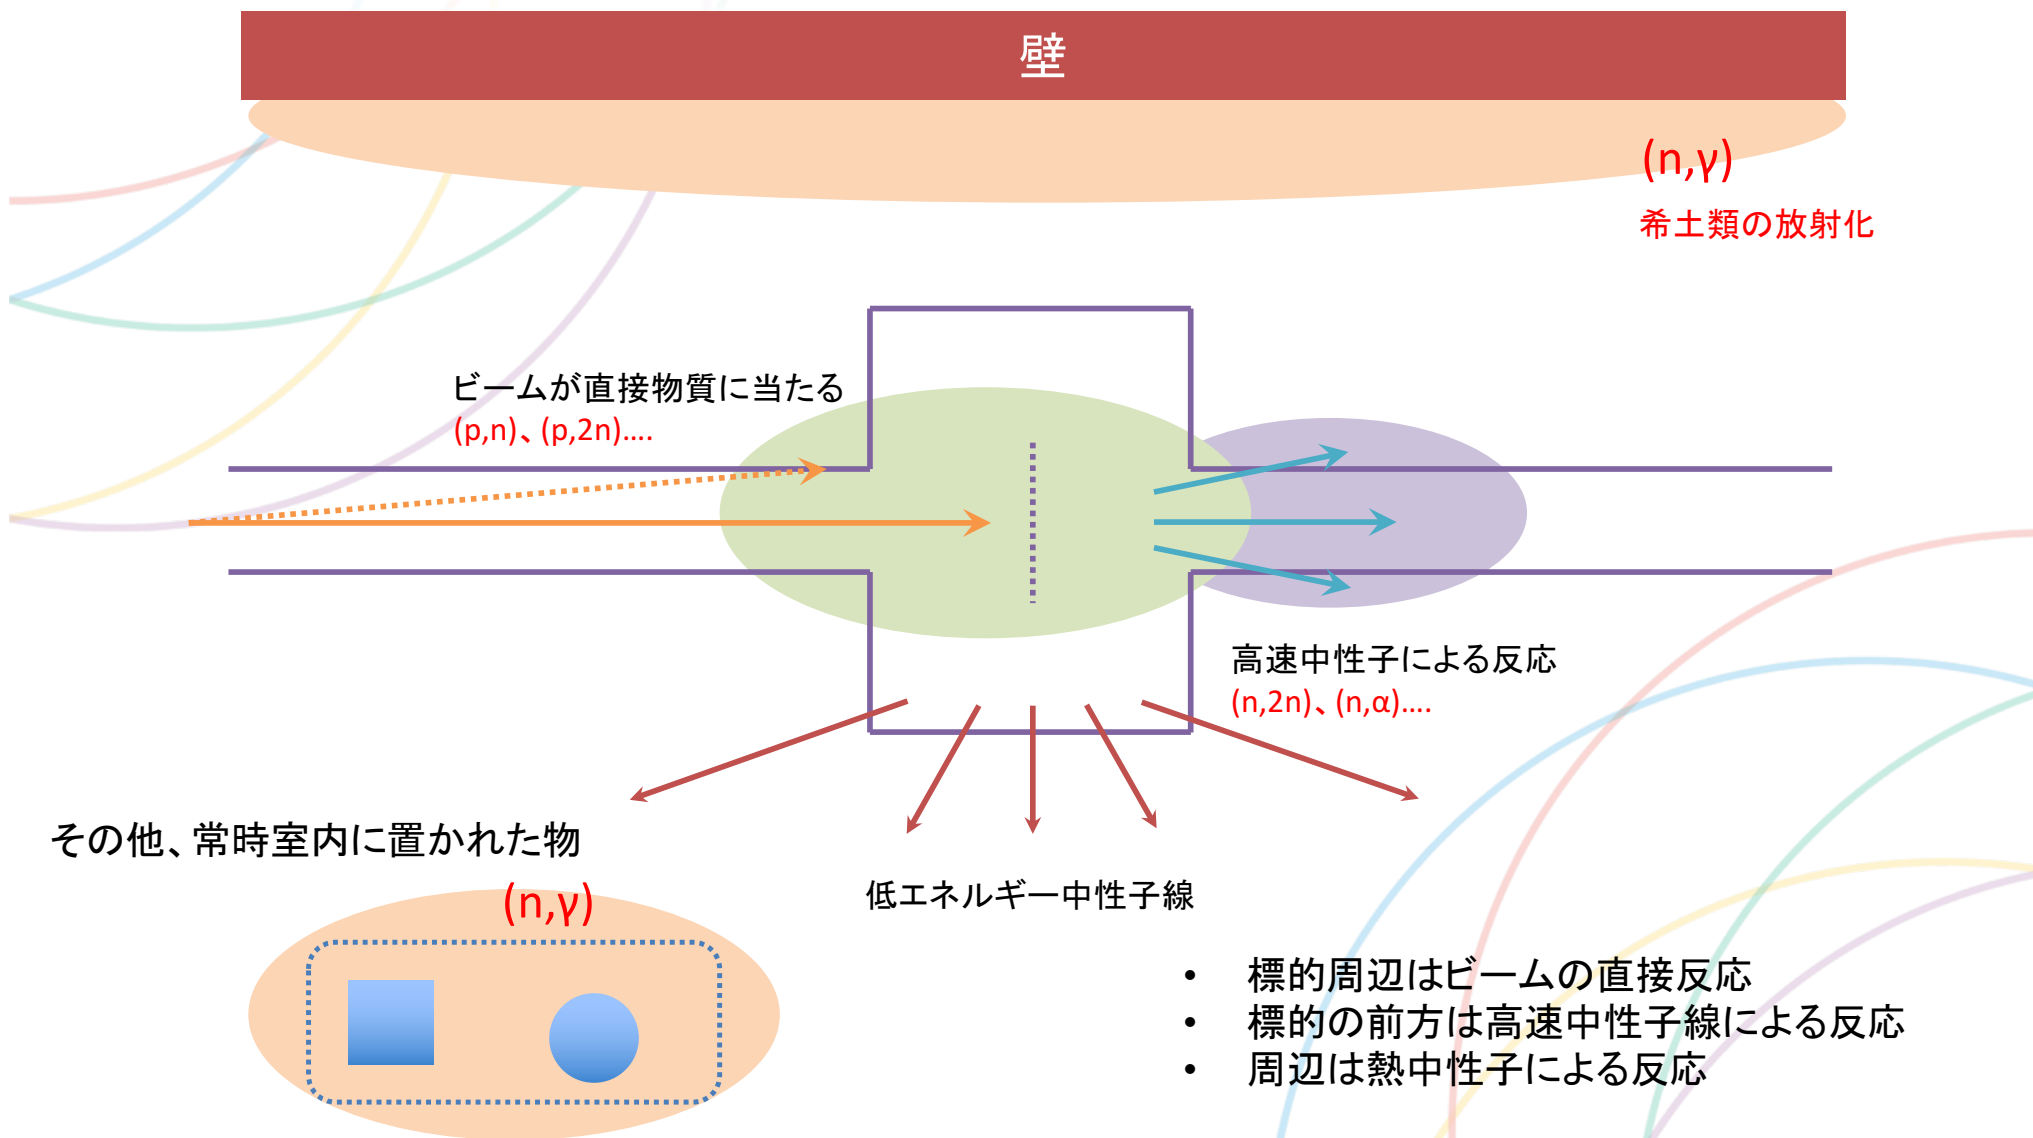 壁
(n,γ)
希土類の放射化
ビームが直接物質に当たる
(p,n)、(p,2n)....
高速中性子による反応
(n,2n)、(n,α)....
その他、常時室内に置かれた物
(n,γ)
低エネルギー中性子線
• 標的周辺はビームの直接反応
• 標的の前方は高速中性子線による反応
• 周辺は熱中性子による反応